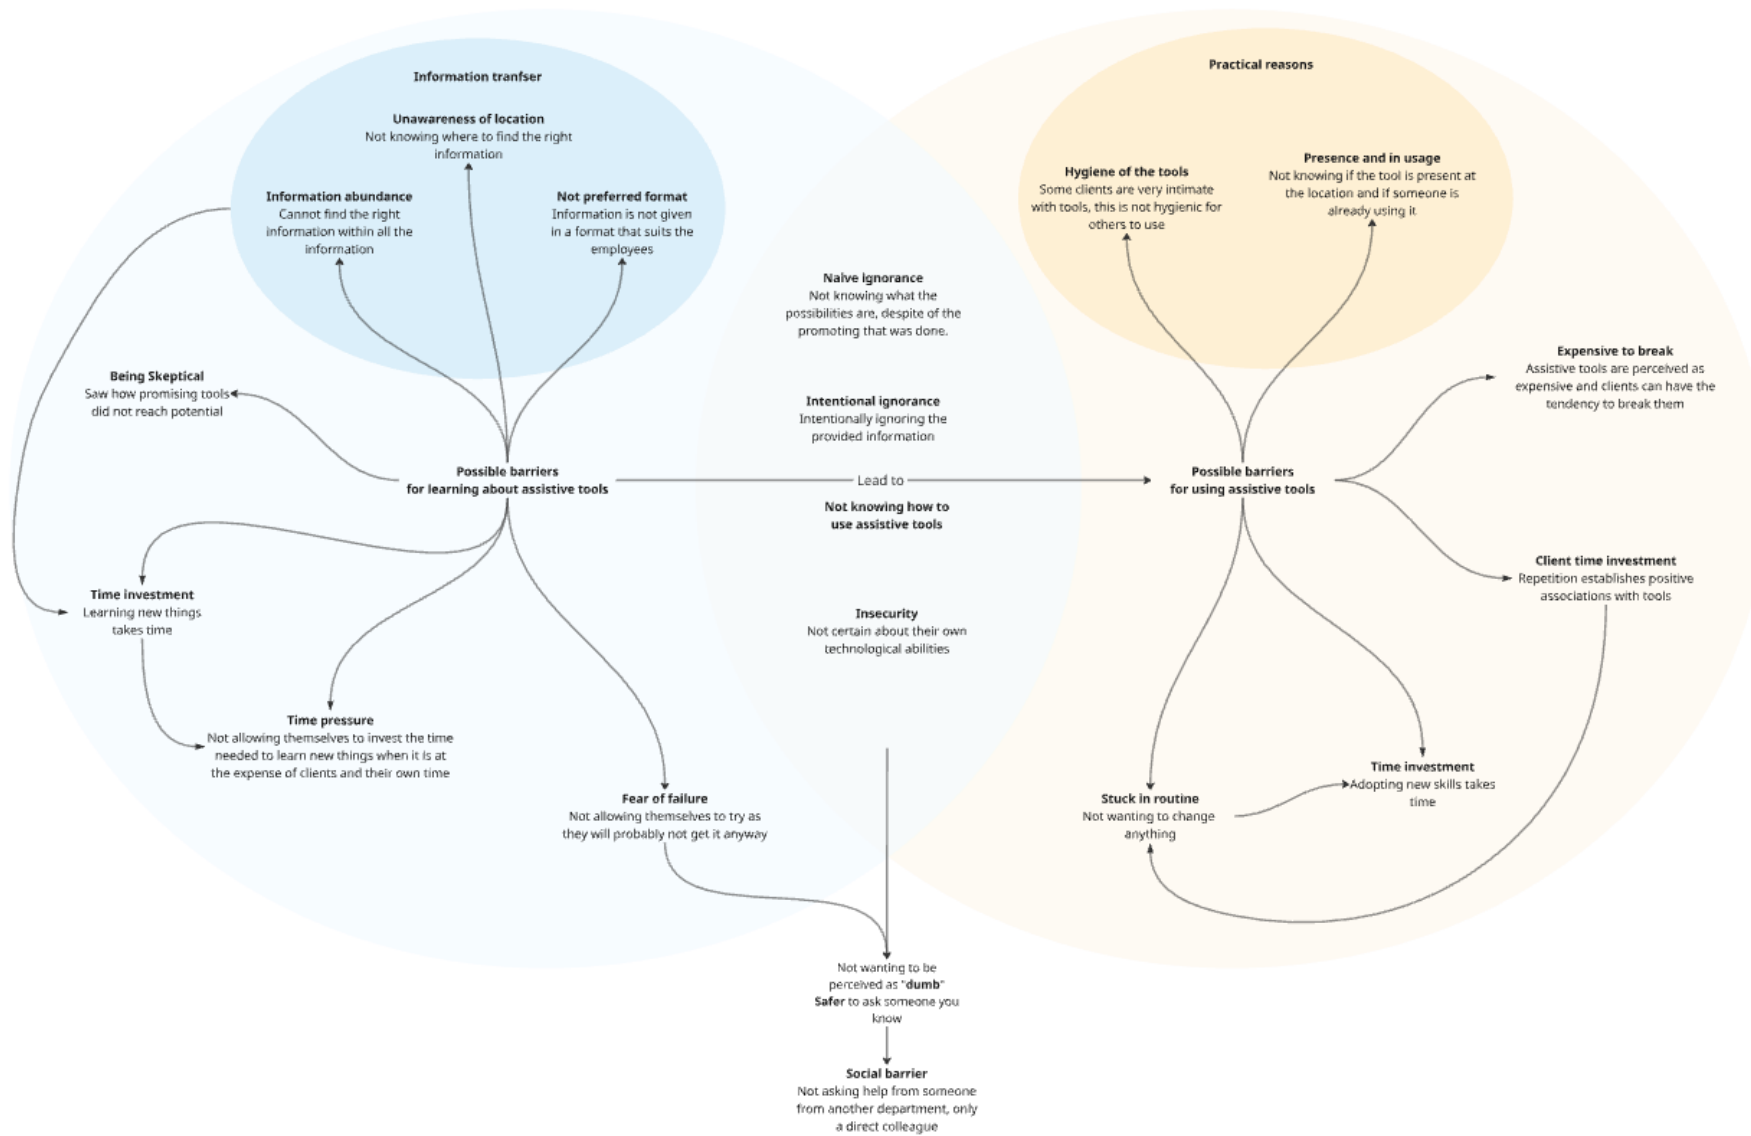 Information tranfser
Unawareness of location
Not knowing where to find the right
information
Information abundance
Cannot find the right
information within all the
information
Not preferred format
Information is not given
in a format that suits the
employees
Being Skeptical
Saw how promising tools
did not reach potential
Possible barriers
for learning about assistive tools
Time investment
Learning new things
takes time
Time pressure
Not allowing themselves to invest the time
needed to learn new things when it is at
the expense of clients and their own time
Fear of failure
Not allowing themselves to try as
they will probably not get it anyway
Naive ignorance
Not knowing what the
possibilities are, despite of the
promoting that was done.
Intentional ignorance
Intentionally ignoring the
provided information
Lead to
Not knowing how to
use assistive tools
Insecurity
Not certain about their own
technological abilities
Not wanting to be
perceived as "dumb"
Safer to ask someone you
know
Social barrier
Not asking help from someone
from another department, only
a direct colleague
Practical reasons
Hygiene of the tools
Some clients are very intimate
with tools, this is not hygienic for
others to use
Presence and in usage
Not knowing if the tool is present at
the location and if someone is
already using it
Possible barriers
for using assistive tools
Expensive to break
Assistive tools are perceived as
expensive and clients can have the
tendency to break them
Client time investment
Repetition establishes positive
associations with tools
Time investment
Adopting new skills takes
time
Stuck in routine
Not wanting to change
anything